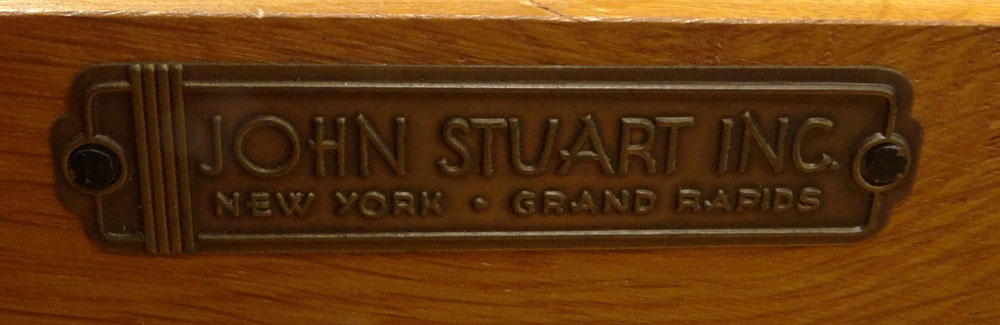 JOHN STUART INC.
NEW YORK • GRAND RAPIDS